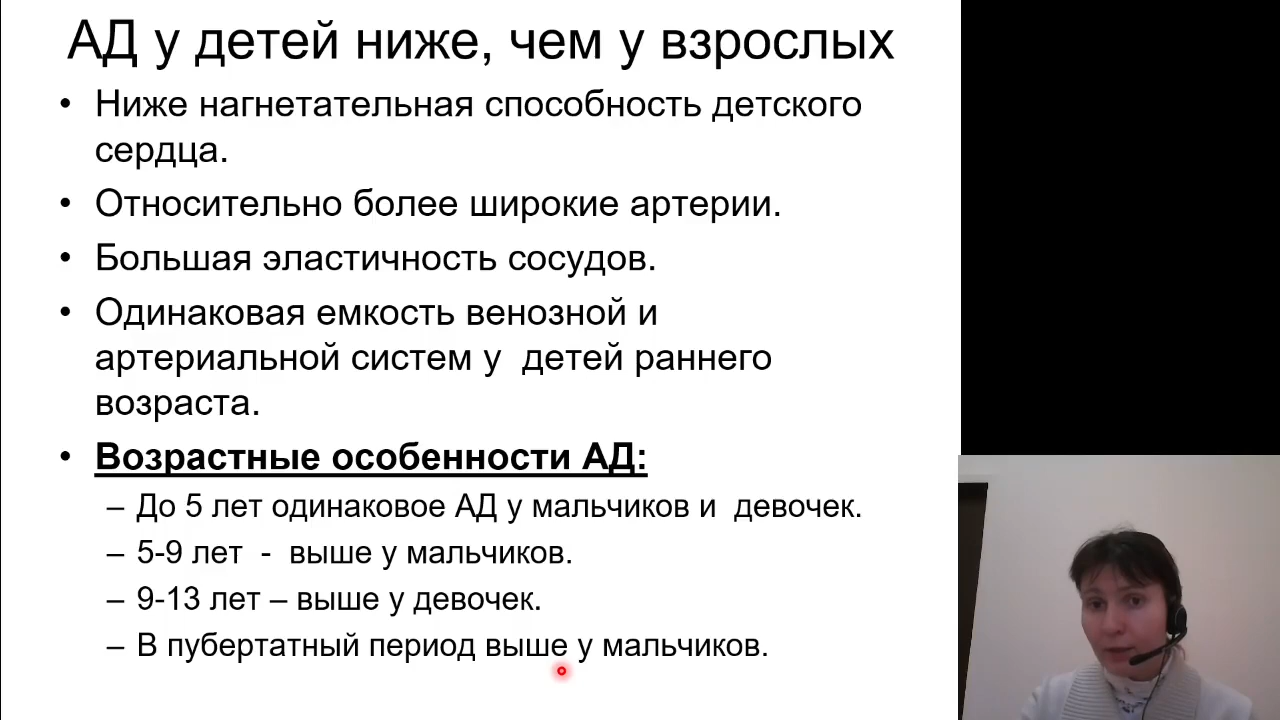 АД у детей ниже, чем у взрослых
• Ниже нагнетательная способность детского
сердца.
• Относительно более широкие артерии.
• Большая эластичность сосудов.
• Одинаковая емкость венозной и
артериальной систем у детей раннего
возраста.
• Возрастные особенности АД:
– До 5 лет одинаковое АД у мальчиков и девочек.
– 5-9 лет - выше у мальчиков.
– 9-13 лет – выше у девочек.
– В пубертатный период выше у мальчиков.